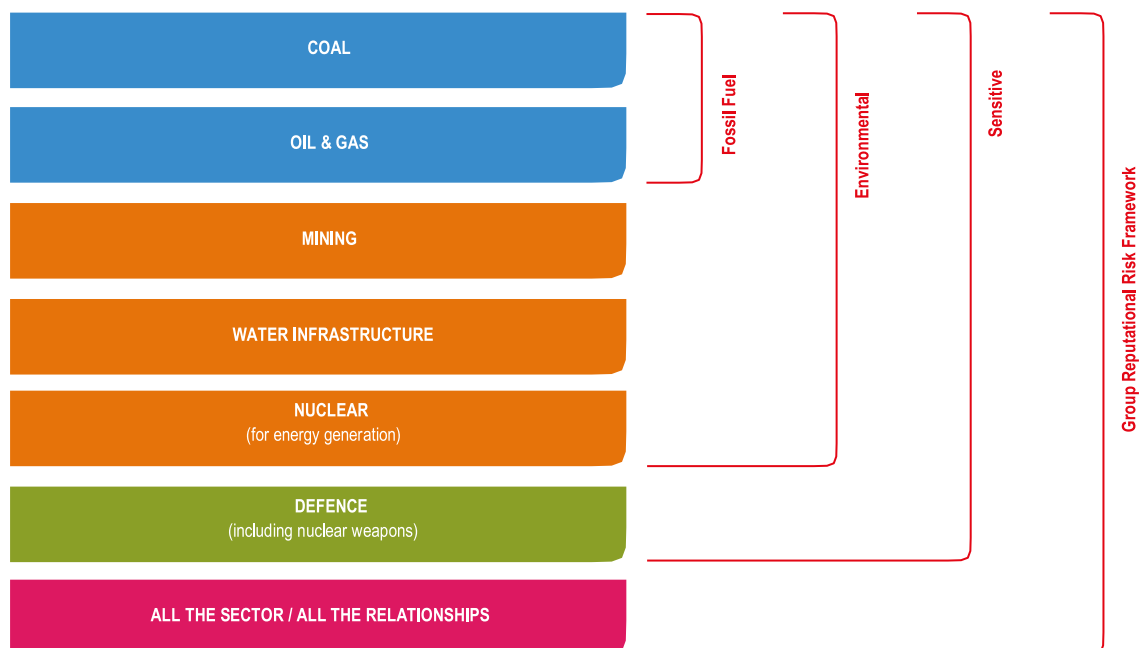 COAL
OIL & GAS
MINING
WATER INFRASTRUCTURE
NUCLEAR
(for energy generation)
DEFENCE
(including nuclear weapons)
ALL THE SECTOR / ALL THE RELATIONSHIPS
Fossil Fuel
Environmental
Sensitive
Group Reputational Risk Framework